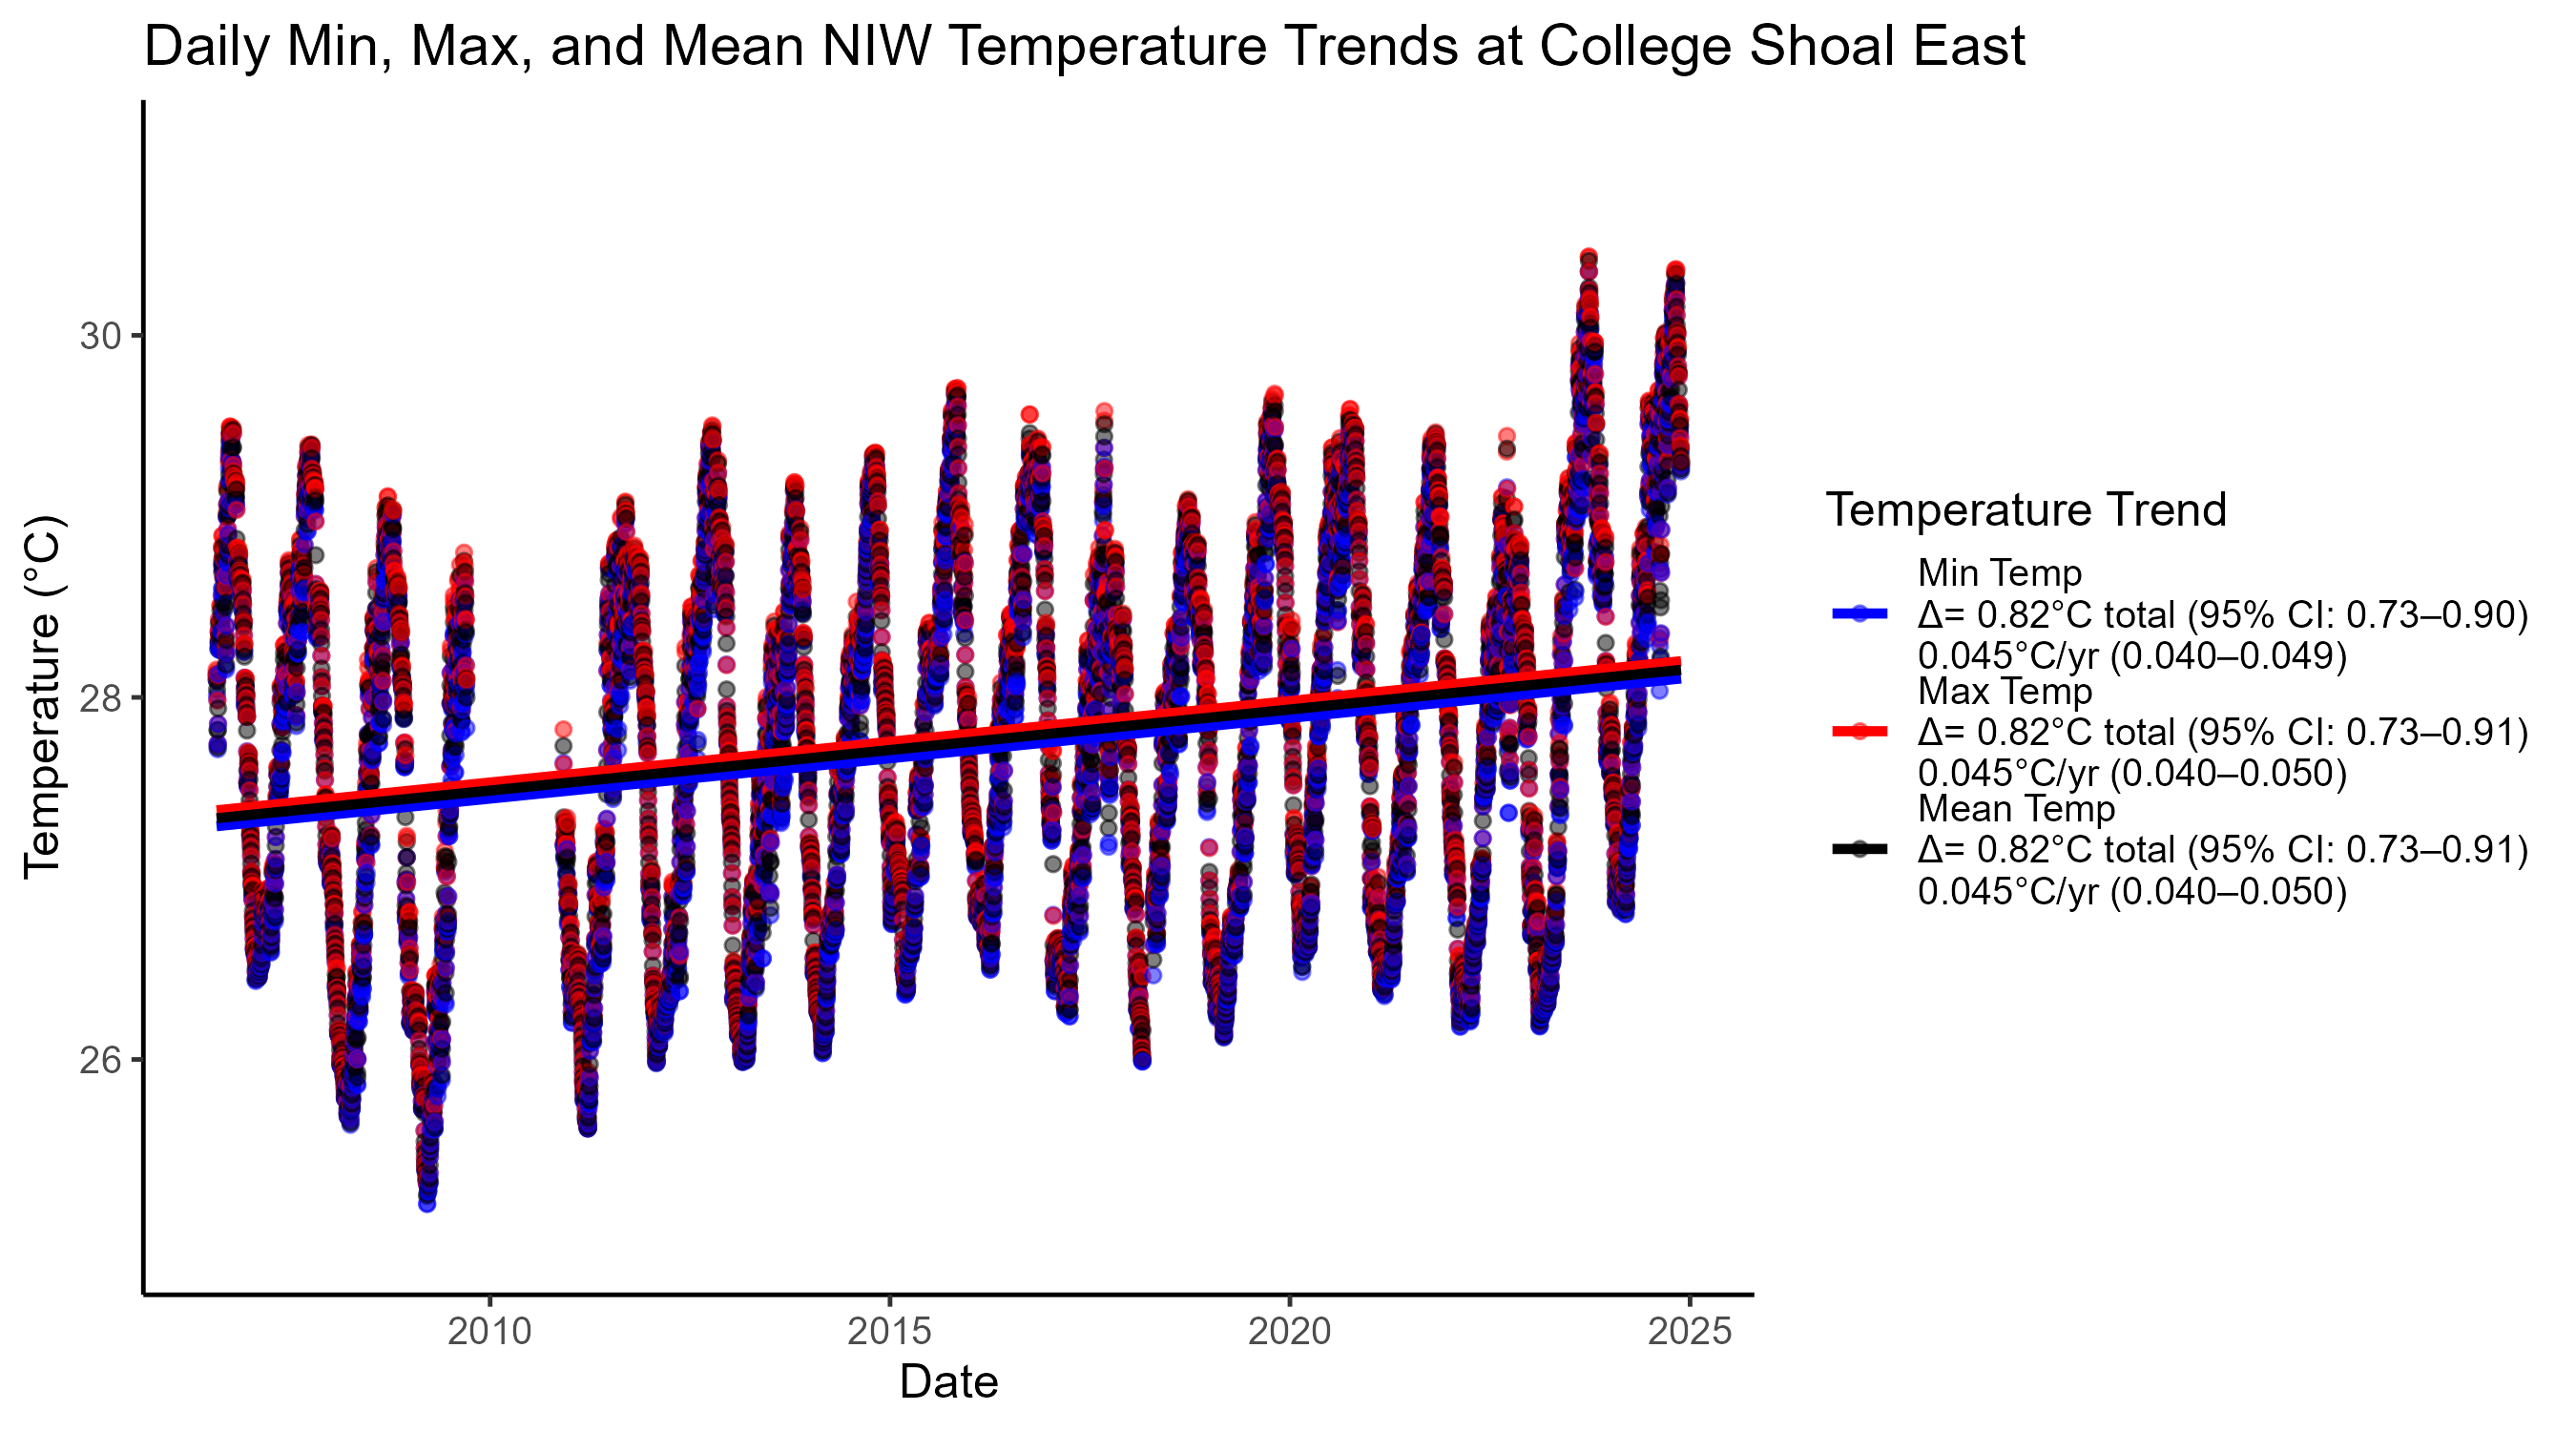 Daily Min, Max, and Mean NIW Temperature Trends at College Shoal East
Temperature (°C)
30
28
26
2010
2015
2020
2025
Date
Temperature Trend
Min Temp
Δ= 0.82°C total (95% CI: 0.73–0.90)
0.045°C/yr (0.040–0.049)
Max Temp
Δ= 0.82°C total (95% CI: 0.73–0.91)
0.045°C/yr (0.040–0.050)
Mean Temp
Δ= 0.82°C total (95% CI: 0.73–0.91)
0.045°C/yr (0.040–0.050)